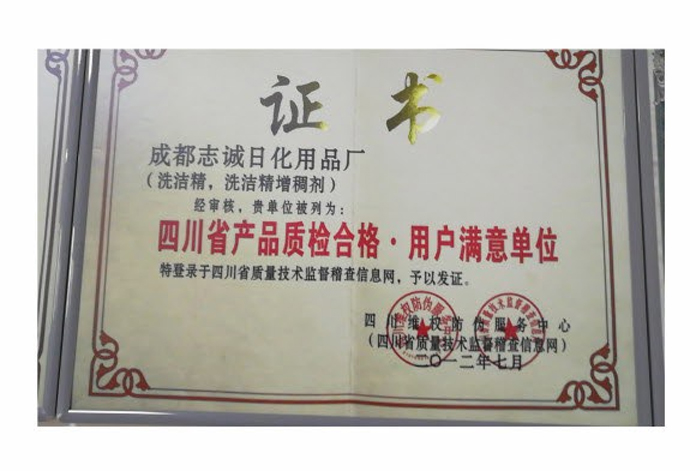 证书
成都志诚日化用品厂
（洗洁精，洗洁精增稠剂）
经审核，贵单位被列为：
四川省产品质检合格·用户满意单位
特登录于四川省质量技术监督稽查信息网，予以发证。
四川维权防伪服务中心
（四川省质量技术监督稽查信息网）
二〇一二年七月